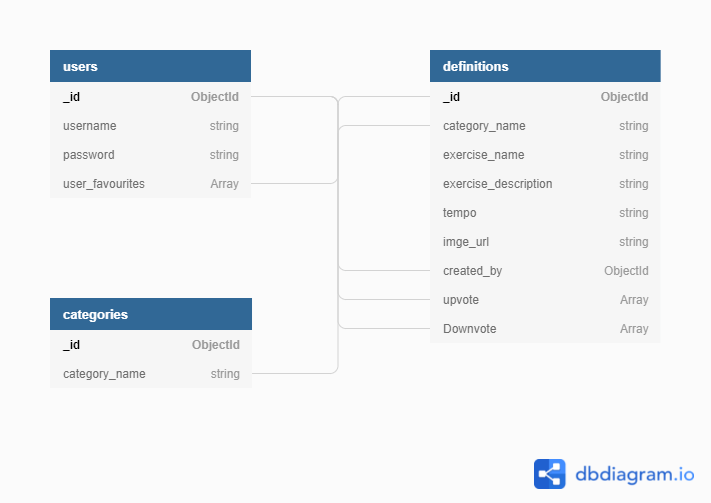 users
_id ObjectId
username string
password string
user_favourites Array
definitions
_id ObjectId
category_name string
exercise_name string
exercise_description string
tempo string
imge_url string
created_by ObjectId
upvote Array
Downvote Array
categories
_id ObjectId
category_name string
dbdiagram.io